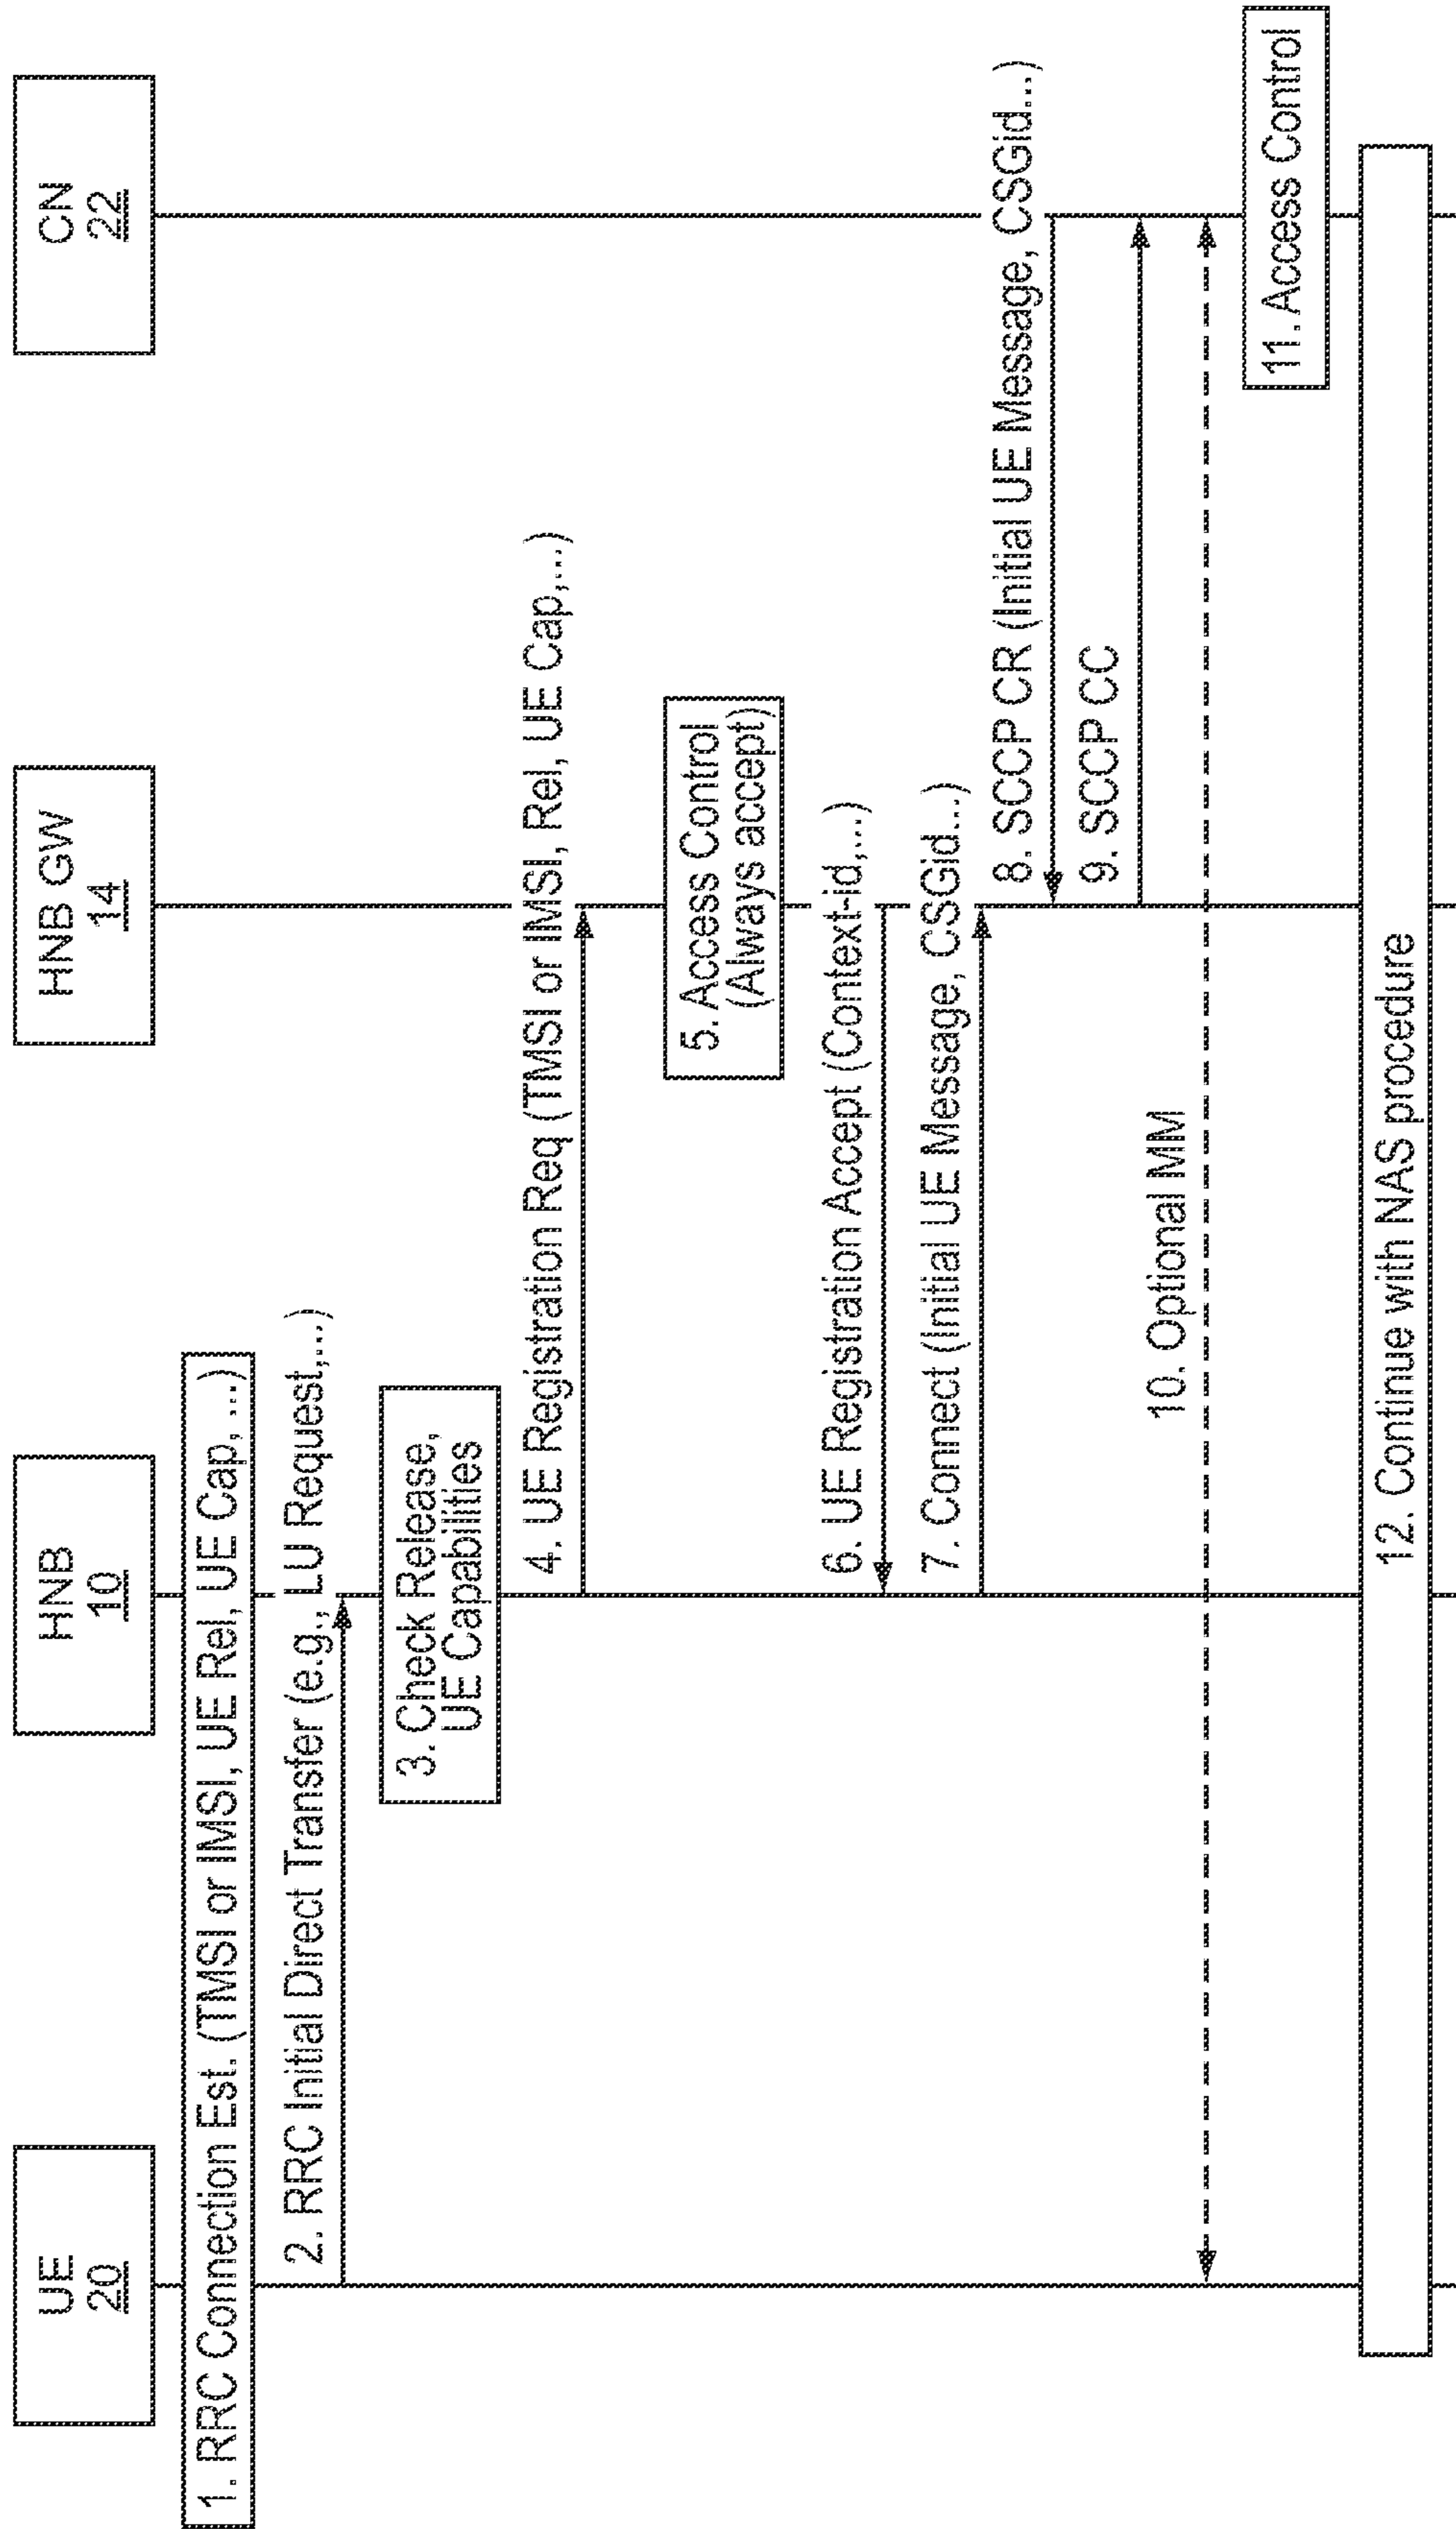 UE
20
HNB
10
HNB GW
14
CN
22
1. RRC Connection Est. (TMSI or IMSI, UE Rel, UE Cap, ...)
2. RRC Initial Direct Transfer (e.g., LU Request,...)
3. Check Release,
UE Capabilities
4. UE Registration Req (TMSI or IMSI, Rel, UE Cap,...)
5. Access Control
(Always accept)
6. UE Registration Accept (Context-id,...)
7. Connect (Initial UE Message, CSGid...)
8. SCCP CR (Initial UE Message, CSGid...)
9. SCCP CC
10. Optional MM
11. Access Control
12. Continue with NAS procedure